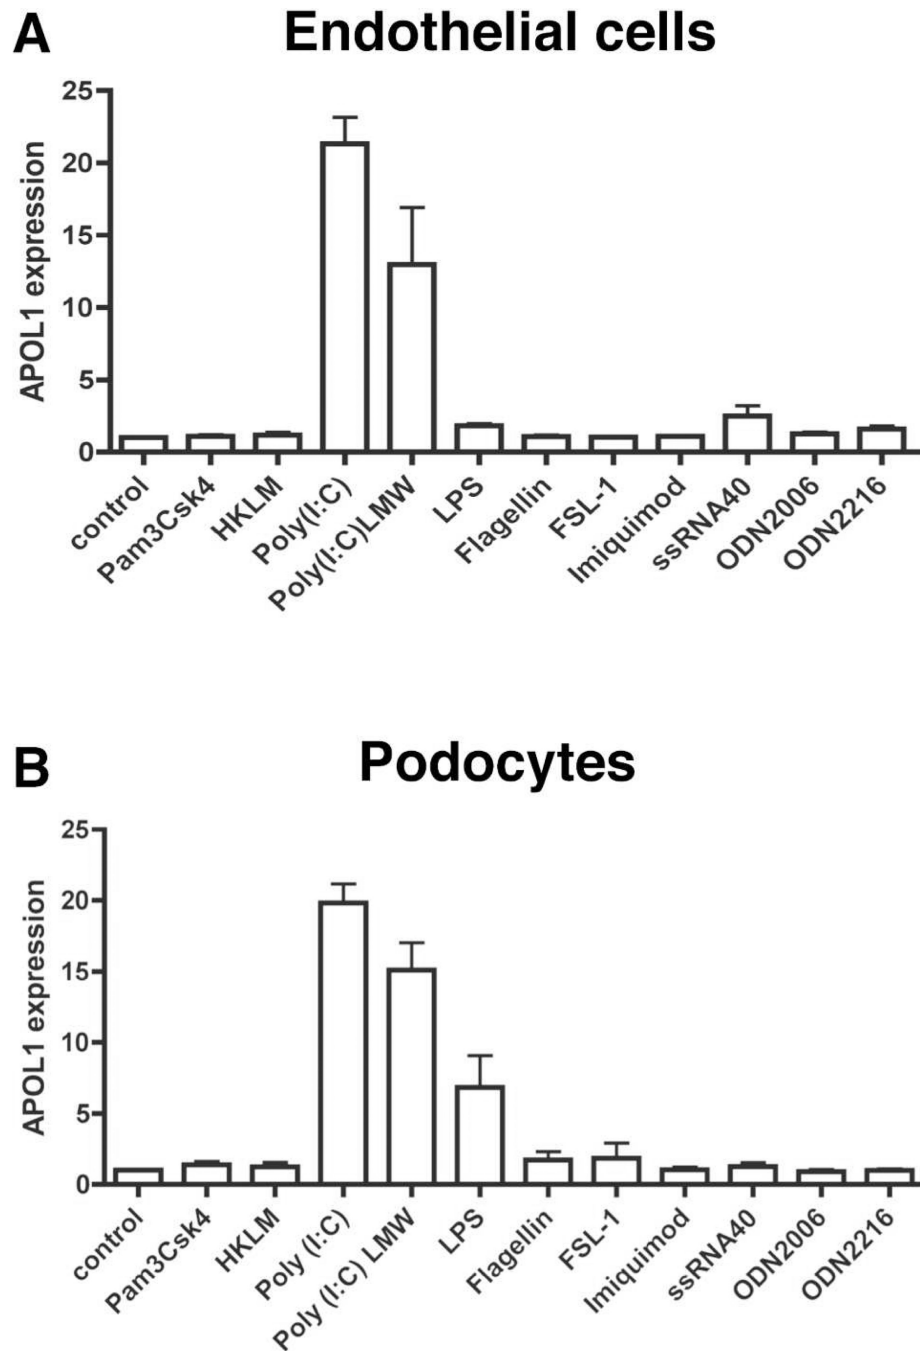 A
Endothelial cells
APOL1 expression
25
20
15
10
5
0
control
Pam3Csk4
HKLM
Poly(I:C)
Poly(I:C)LMW
LPS
Flagellin
FSL-1
Imiquimod
ssRNA40
ODN2006
ODN2216
B
Podocytes
APOL1 expression
25
20
15
10
5
0
control
Pam3Csk4
HKLM
Poly (I:C)
Poly (I:C) LMW
LPS
Flagellin
FSL-1
Imiquimod
ssRNA40
ODN2006
ODN2216